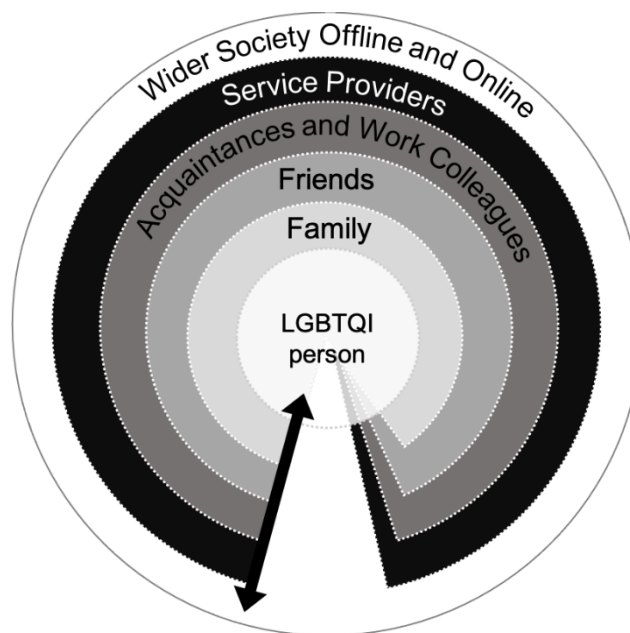 Wider Society Offline and Online
Service Providers
Acquaintances and Work Colleagues
Friends
Family
LGBTQI
person